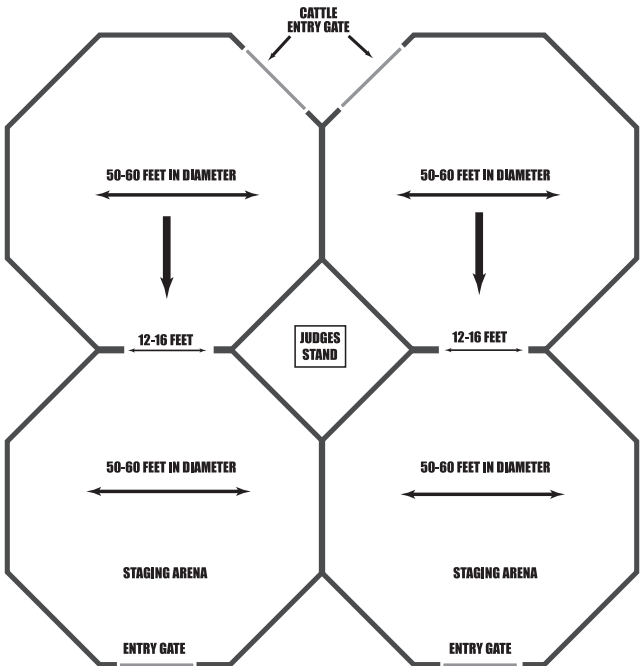 CATTLE
ENTRY GATE
50-60 FEET IN DIAMETER
50-60 FEET IN DIAMETER
12-16 FEET
JUDGES
STAND
12-16 FEET
50-60 FEET IN DIAMETER
50-60 FEET IN DIAMETER
STAGING ARENA
STAGING ARENA
ENTRY GATE
ENTRY GATE